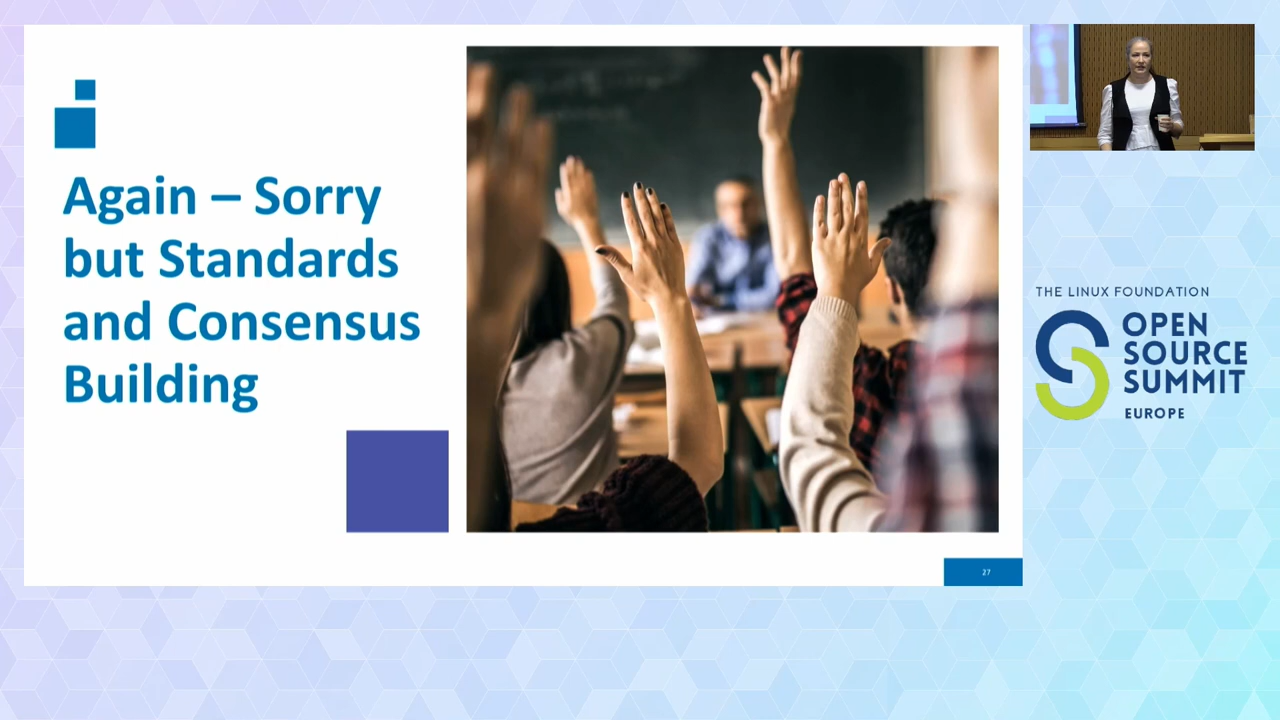 Again – Sorry
but Standards
and Consensus
Building
27
THE LINUX FOUNDATION
OPEN
SOURCE
SUMMIT
EUROPE